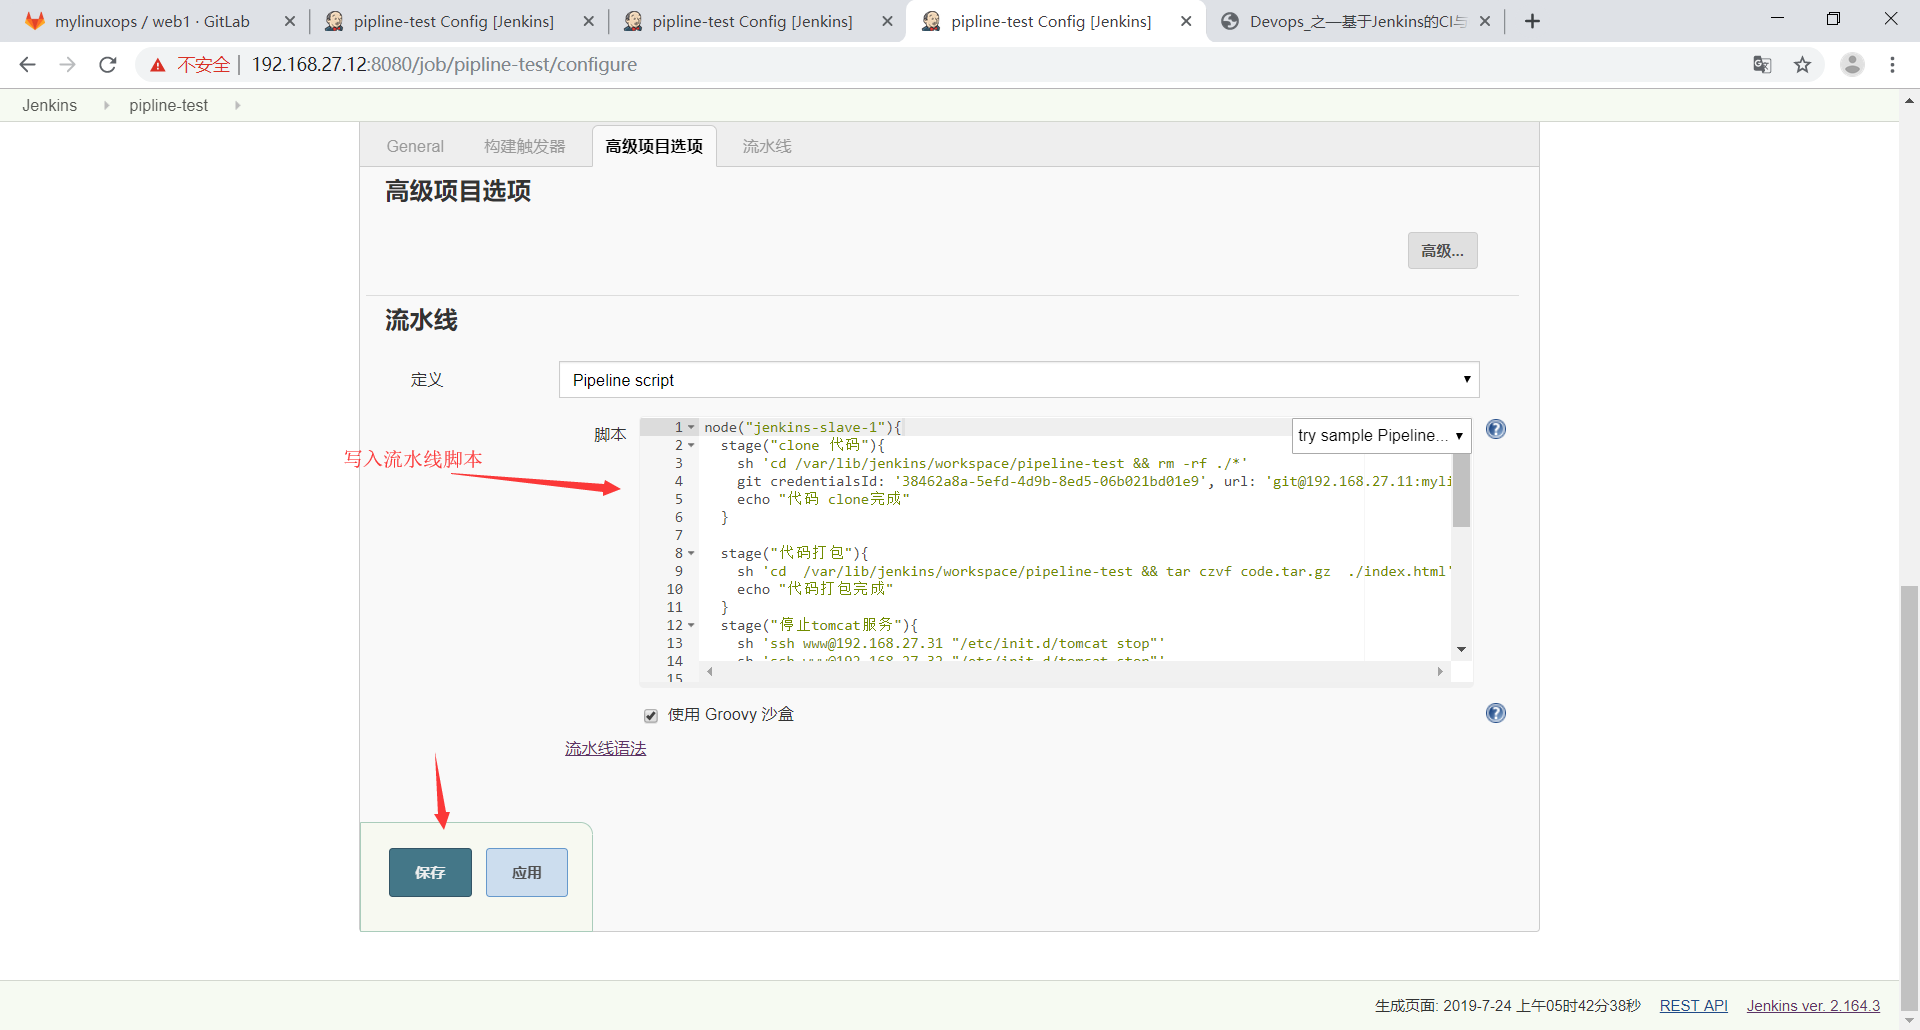 mylinuxops / web1 · GitLab
pipline-test Config [Jenkins]
pipline-test Config [Jenkins]
pipline-test Config [Jenkins]
Devops_之—基于Jenkins的CI与
不安全 | 192.168.27.12:8080/job/pipline-test/configure
Jenkins pipline-test
General 构建触发器 高级项目选项 流水线
高级项目选项
高级...
流水线
定义 Pipeline script
脚本
写入流水线脚本
try sample Pipeline...
1 node("jenkins-slave-1"){
2 stage("clone 代码"){
3 sh 'cd /var/lib/jenkins/workspace/pipeline-test && rm -rf ./*'
4 git credentialsId: '38462a8a-5efd-4d9b-8ed5-06b021bd01e9', url: 'git@192.168.27.11:myli
5 echo "代码 clone完成"
6 }
7
8 stage("代码打包"){
9 sh 'cd  /var/lib/jenkins/workspace/pipeline-test && tar czvf code.tar.gz  ./index.html'
10 echo "代码打包完成"
11 }
12 stage("停止tomcat服务"){
13 sh 'ssh www@192.168.27.31 "/etc/init.d/tomcat stop"'
14 sh 'ssh www@192.168.27.32 "/etc/init.d/tomcat stop"'
15
使用 Groovy 沙盒
流水线语法
保存 应用
生成页面: 2019-7-24 上午05时42分38秒 REST API Jenkins ver. 2.164.3